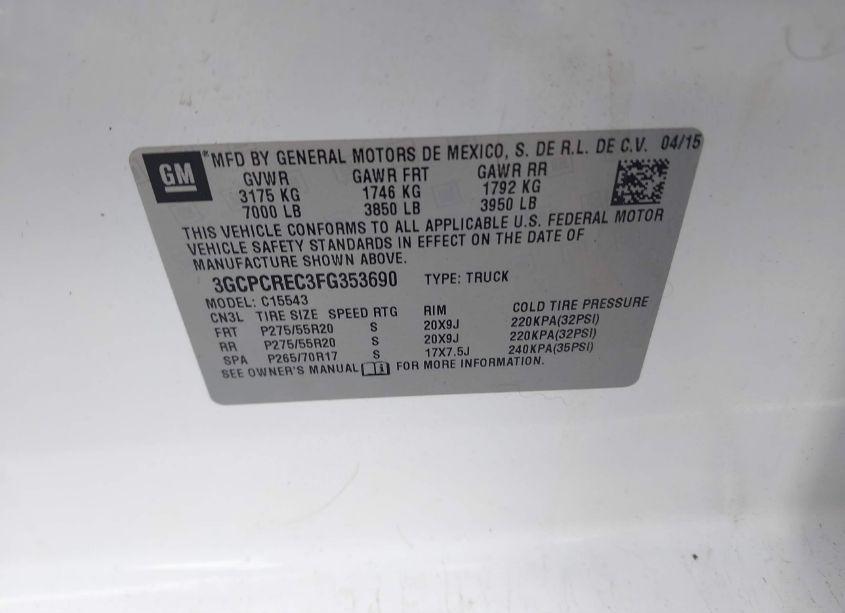 GM *MFD BY GENERAL MOTORS DE MEXICO, S. DE R.L. DE C.V. 04/15
GVWR GAWR FRT GAWR RR
3175 KG 1746 KG 1792 KG
7000 LB 3850 LB 3950 LB
THIS VEHICLE CONFORMS TO ALL APPLICABLE U.S. FEDERAL MOTOR
VEHICLE SAFETY STANDARDS IN EFFECT ON THE DATE OF
MANUFACTURE SHOWN ABOVE.
3GCPCREC3FG353690 TYPE: TRUCK
MODEL: C15543
CN3L TIRE SIZE SPEED RTG RIM COLD TIRE PRESSURE
FRT P275/55R20 S 20X9J 220KPA(32PSI)
RR P275/55R20 S 20X9J 220KPA(32PSI)
SPA P265/70R17 S 17X7.5J 240KPA(35PSI)
SEE OWNER'S MANUAL FOR MORE INFORMATION.